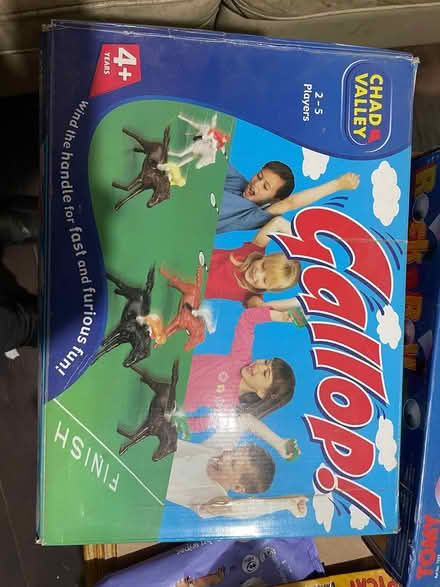 CHAD
VALLEY
2 - 5
Players
4+
YEARS
Gallop!
Wind the handle for fast and furious fun!
FINISH
TOMY